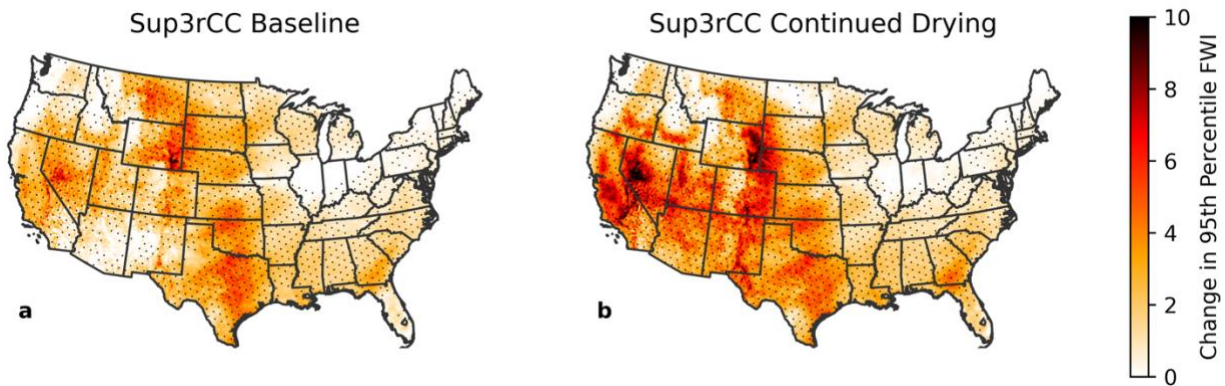 Sup3rCC Baseline
Sup3rCC Continued Drying
a
b
10
8
6
4
2
0
Change in 95th Percentile FWI